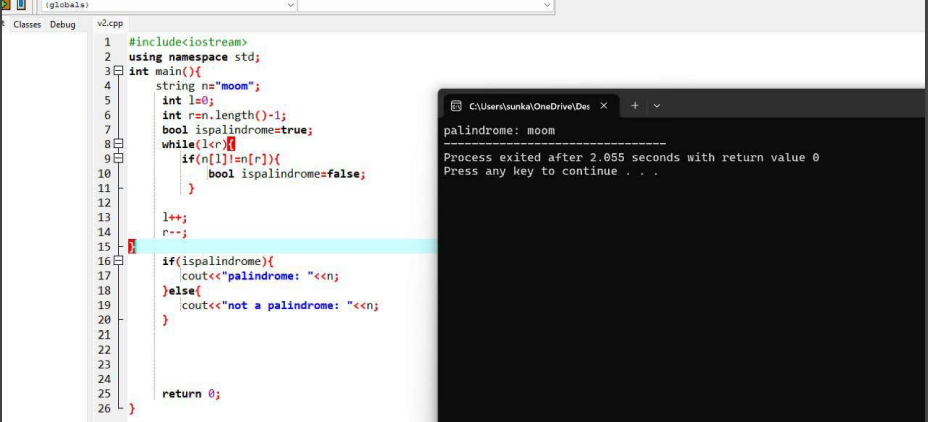 (globals)
Classes Debug
v2.cpp
1 #include<iostream>
2 using namespace std;
3 int main(){
4 string n="moom";
5 int l=0;
6 int r=n.length()-1;
7 bool ispalindrome=true;
8 while(l<r){
9 if(n[l]!=n[r]){
10 bool ispalindrome=false;
11 }
12
13 l++;
14 r--;
15 }
16 if(ispalindrome){
17 cout<<"palindrome: "<<n;
18 }else{
19 cout<<"not a palindrome: "<<n;
20 }
21
22
23
24
25 return 0;
26 }
C:\Users\sunka\OneDrive\Des
palindrome: moom
--------------------------------
Process exited after 2.055 seconds with return value 0
Press any key to continue . . .